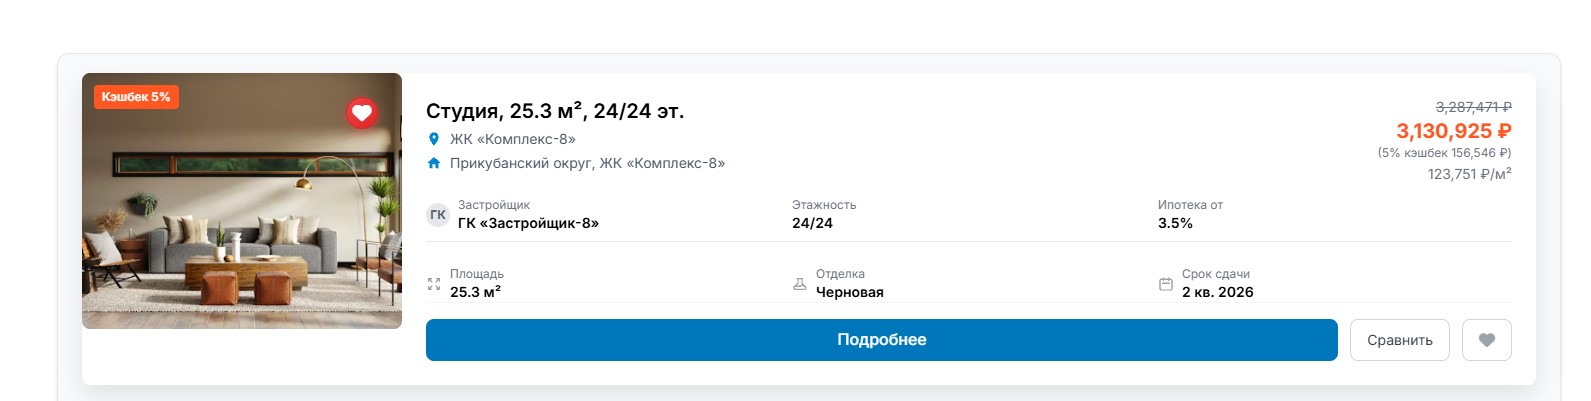 Кэшбек 5%
Студия, 25.3 м², 24/24 эт.
ЖК «Комплекс-8»
Прикубанский округ, ЖК «Комплекс-8»
3,287,471 ₽
3,130,925 ₽
(5% кэшбек 156,546 ₽)
123,751 ₽/м²
ГК
Застройщик
ГК «Застройщик-8»
Этажность
24/24
Ипотека от
3.5%
Площадь
25.3 м²
Отделка
Черновая
Срок сдачи
2 кв. 2026
Подробнее
Сравнить